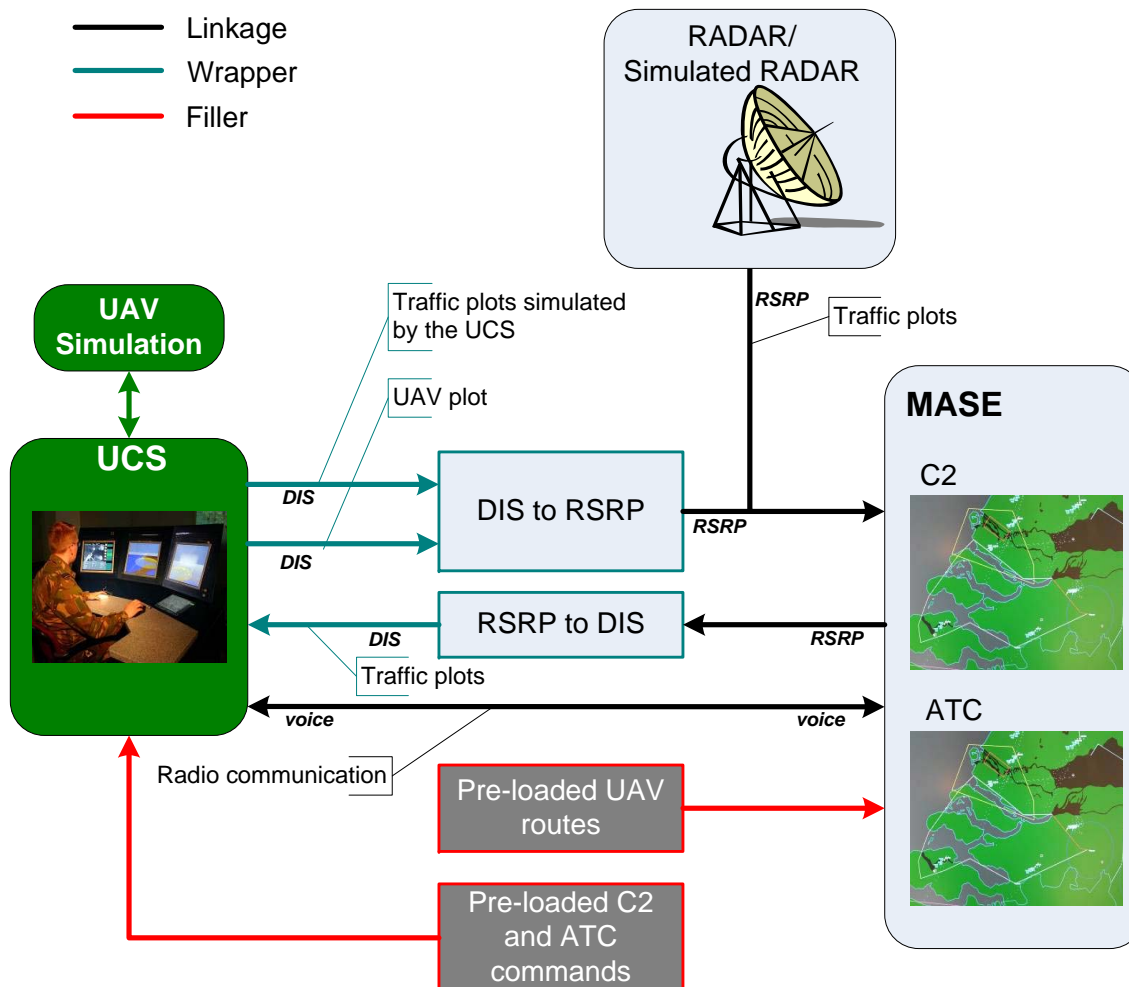 Linkage
Wrapper
Filler
RADAR/
Simulated RADAR
RSRP
Traffic plots
UAV
Simulation
Traffic plots simulated
by the UCS
UAV plot
MASE
UCS
C2
DIS
DIS
DIS to RSRP
RSRP
RSRP to DIS
DIS
RSRP
Traffic plots
ATC
voice
voice
Radio communication
Pre-loaded UAV
routes
Pre-loaded C2
and ATC
commands